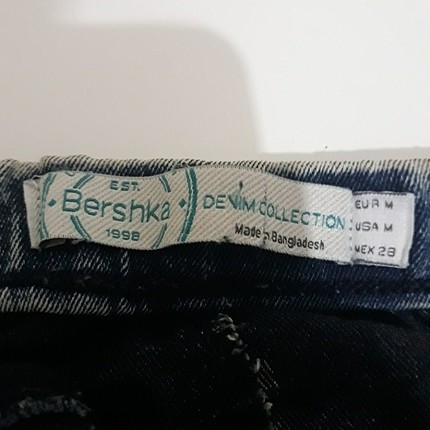 EST.
Bershka
1998
DENIM COLLECTION
Made in Bangladesh
EUR M
USA M
MEX 28